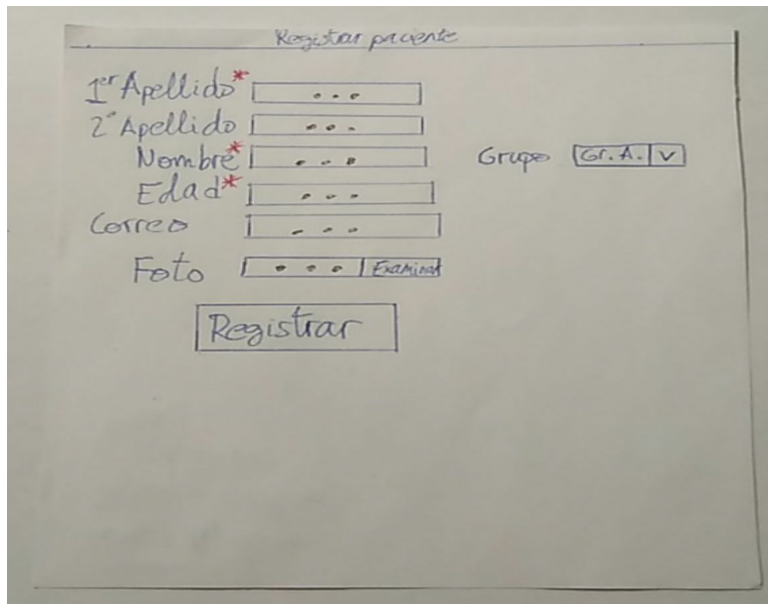 Registrar paciente
1er Apellido* ...
2º Apellido ...
Nombre* ...
Grupo Gr. A. v
Edad* ...
Correo ...
Foto ... Examinar
Registrar